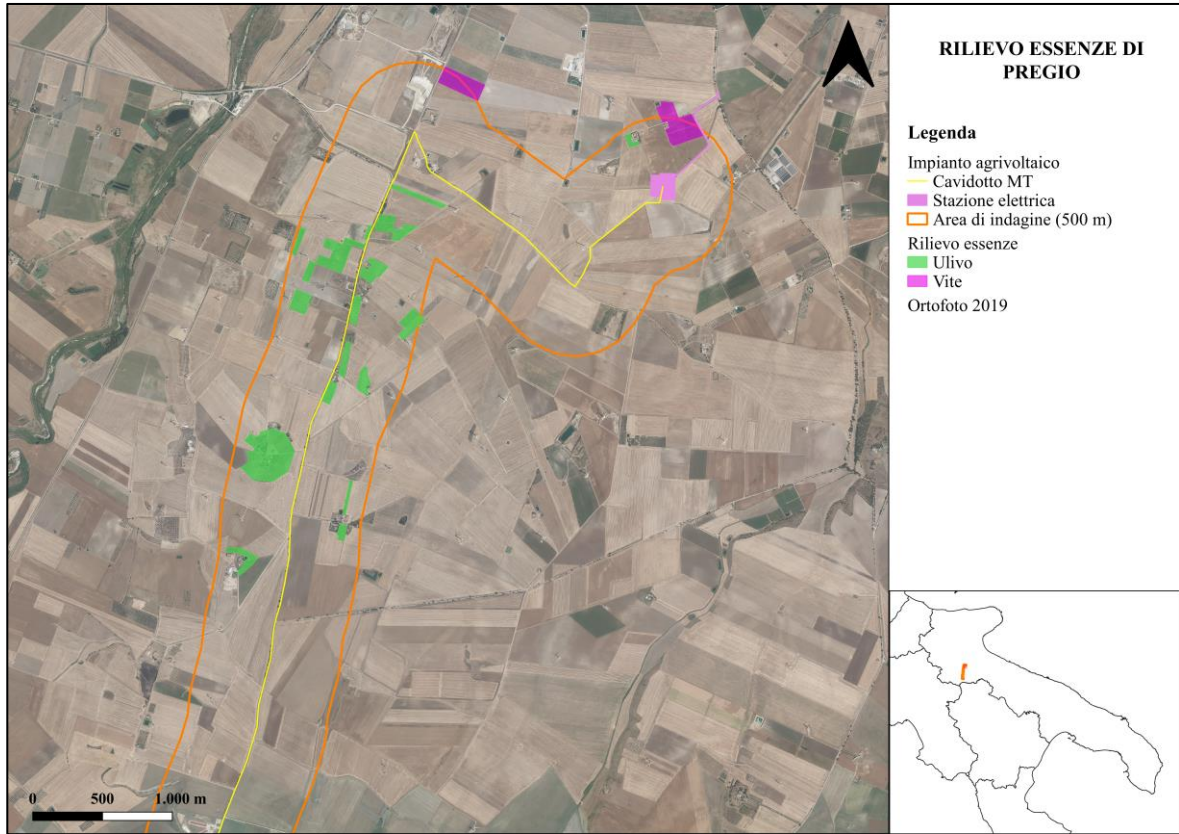 RILIEVO ESSENZE DI
PREGIO
Legenda
Impianto agrivoltaico
Cavidotto MT
Stazione elettrica
Area di indagine (500 m)
Rilievo essenze
Ulivo
Vite
Ortofoto 2019
0 500 1.000 m